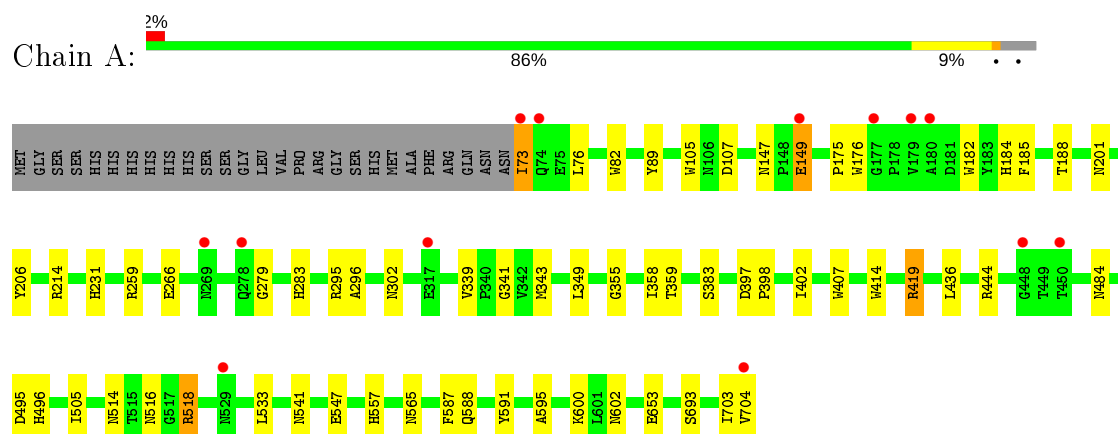 2%
Chain A:
86% 9% • •
MET GLY SER SER HIS HIS HIS HIS HIS HIS SER SER GLY LEU VAL PRO ARG GLY SER HIS MET ALA PHE ARG GLN ASN ASN I73 Q74 E75 L76 W82 Y89 W105 N106 D107 N147 P148 E149 P175 W176 G177 P178 V179 A180 D181 W182 Y183 H184 F185 T188 N201
Y206 R214 H231 R259 E266 N269 Q278 G279 H283 R295 A296 N302 E317 V339 P340 G341 V342 M343 L349 G355 I358 T359 S383 D397 P398 I402 W407 W414 R419 L436 R444 G448 T449 T450 N484
D495 H496 I505 N514 T515 N516 G517 R518 N529 L533 N541 E547 H557 N565 F587 Q588 Y591 A595 K600 L601 N602 E653 S693 I703 V704